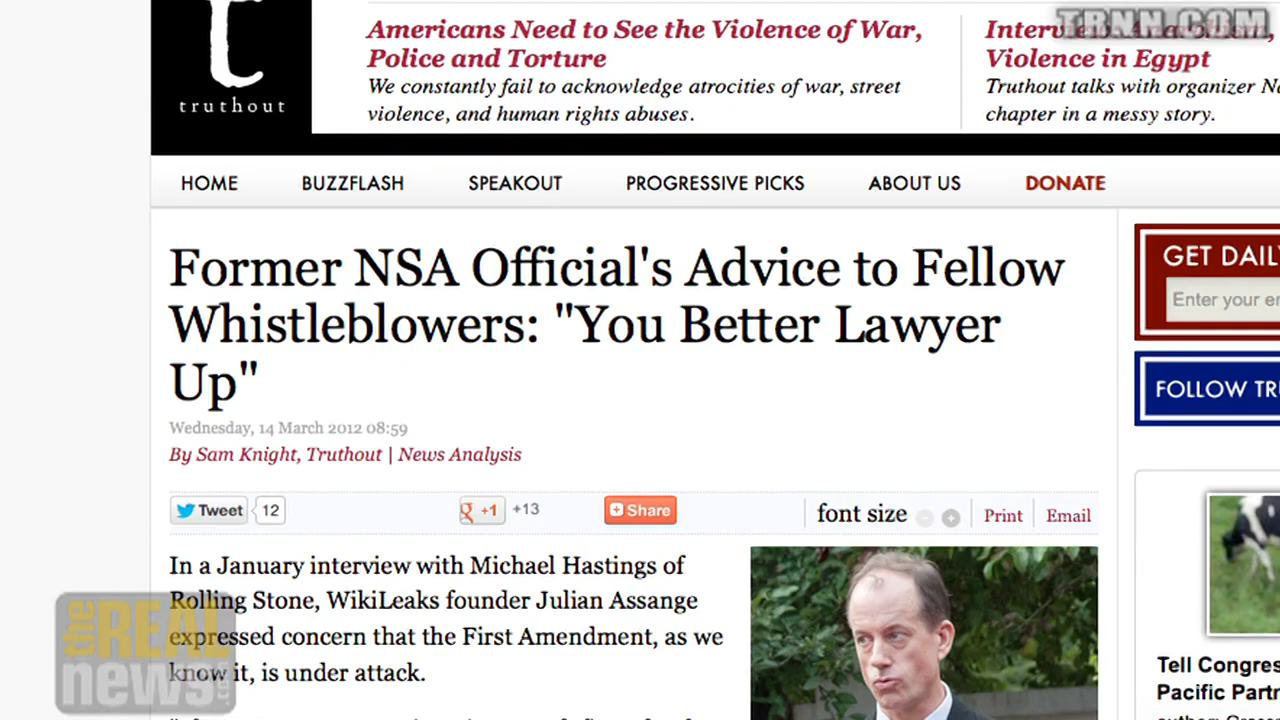 TRNN.COM
t
truthout
Americans Need to See the Violence of War,
Police and Torture
We constantly fail to acknowledge atrocities of war, street
violence, and human rights abuses.
Violence in Egypt
Truthout talks with organizer
chapter in a messy story.
HOME BUZZFLASH SPEAKOUT PROGRESSIVE PICKS ABOUT US DONATE
Former NSA Official's Advice to Fellow
Whistleblowers: "You Better Lawyer
Up"
Wednesday, 14 March 2012 08:59
By Sam Knight, Truthout | News Analysis
Tweet 12 g +1 +13 Share font size Print Email
In a January interview with Michael Hastings of
Rolling Stone, WikiLeaks founder Julian Assange
expressed concern that the First Amendment, as we
know it, is under attack.
GET DAIL
Enter your e
FOLLOW TR
Tell Congres
Pacific Partn
the REAL
news